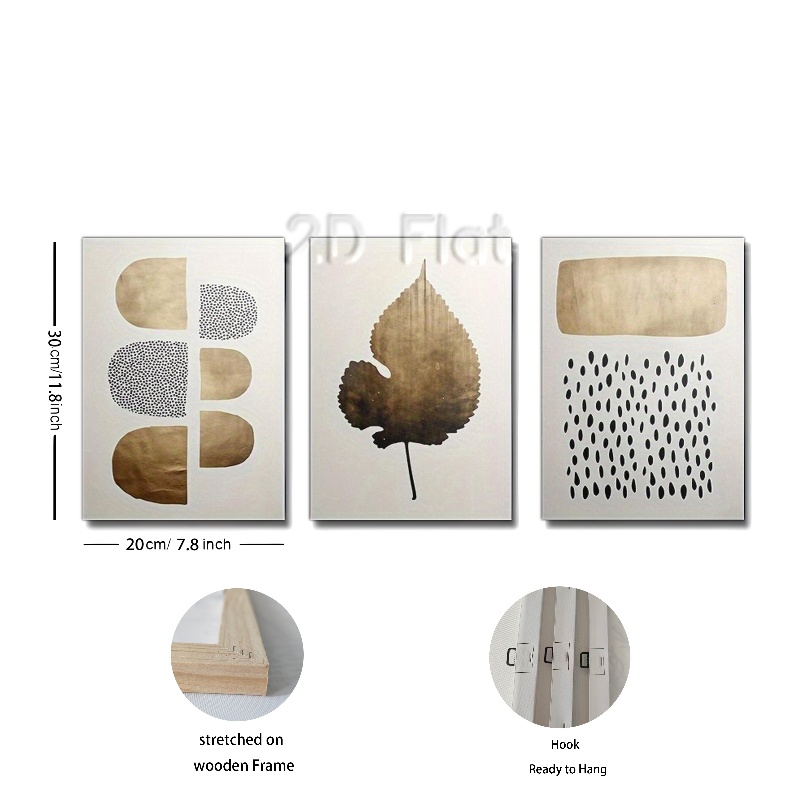 2D Flat
30cm/11.8inch
20cm/ 7.8 inch
stretched on
wooden Frame
Hook
Ready to Hang